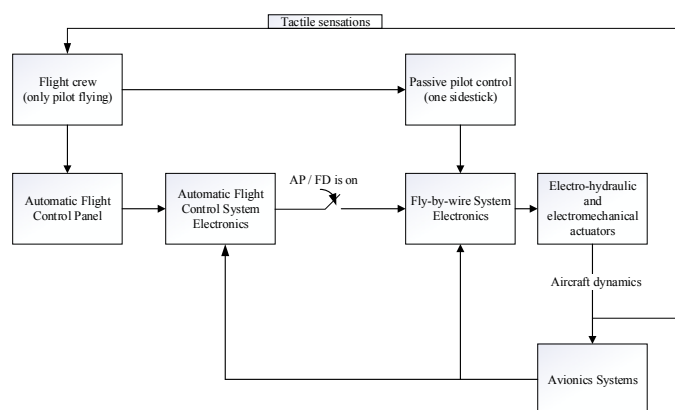 Tactile sensations
Flight crew
(only pilot flying)
Passive pilot control
(one sidestick)
Automatic Flight
Control Panel
Automatic Flight
Control System
Electronics
AP / FD is on
Fly-by-wire System
Electronics
Electro-hydraulic
and
electromechanical
actuators
Aircraft dynamics
Avionics Systems